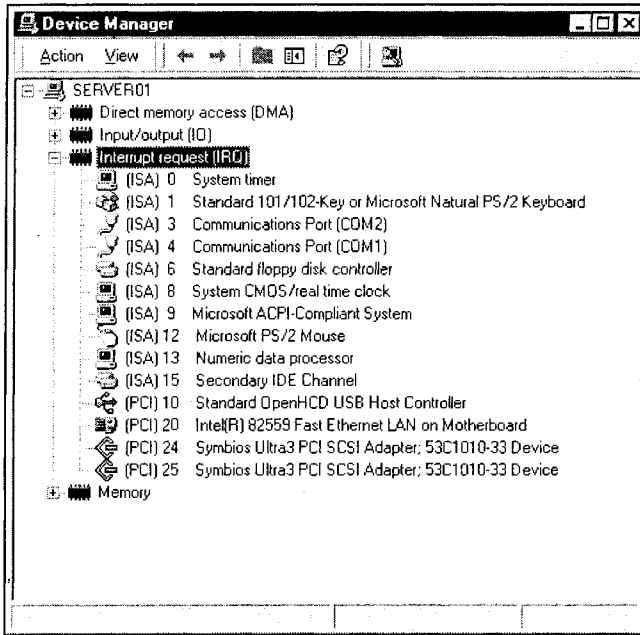 Device Manager
Action View
SERVER01
Direct memory access (DMA)
Input/output (IO)
Interrupt request (IRQ)
(ISA) 0 System timer
(ISA) 1 Standard 101/102-Key or Microsoft Natural PS/2 Keyboard
(ISA) 3 Communications Port (COM2)
(ISA) 4 Communications Port (COM1)
(ISA) 6 Standard floppy disk controller
(ISA) 8 System CMOS/real time clock
(ISA) 9 Microsoft ACPI-Compliant System
(ISA) 12 Microsoft PS/2 Mouse
(ISA) 13 Numeric data processor
(ISA) 15 Secondary IDE Channel
(PCI) 10 Standard OpenHCD USB Host Controller
(PCI) 20 Intel(R) 82559 Fast Ethernet LAN on Motherboard
(PCI) 24 Symbios Ultra3 PCI SCSI Adapter; 53C1010-33 Device
(PCI) 25 Symbios Ultra3 PCI SCSI Adapter; 53C1010-33 Device
Memory